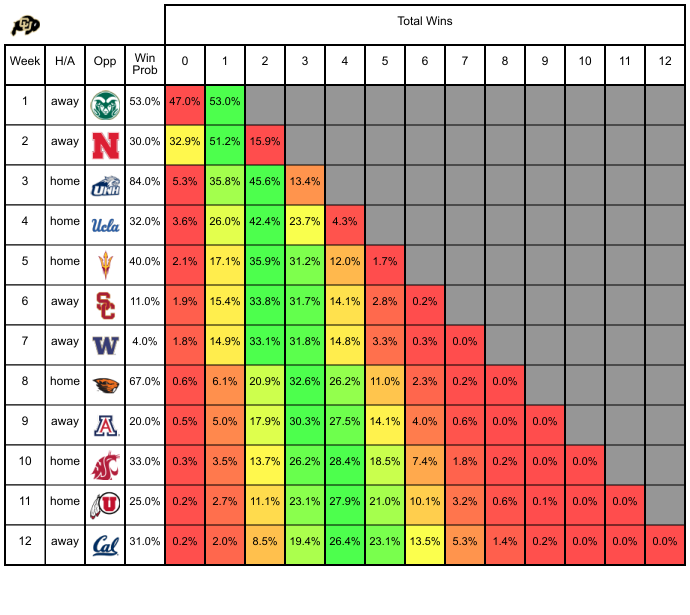 Total Wins
Week H/A Opp Win Prob 0 1 2 3 4 5 6 7 8 9 10 11 12
1 away 53.0% 47.0% 53.0%
2 away N 30.0% 32.9% 51.2% 15.9%
3 home UNH 84.0% 5.3% 35.8% 45.6% 13.4%
4 home Ucla 32.0% 3.6% 26.0% 42.4% 23.7% 4.3%
5 home 40.0% 2.1% 17.1% 35.9% 31.2% 12.0% 1.7%
6 away SC 11.0% 1.9% 15.4% 33.8% 31.7% 14.1% 2.8% 0.2%
7 away W 4.0% 1.8% 14.9% 33.1% 31.8% 14.8% 3.3% 0.3% 0.0%
8 home 67.0% 0.6% 6.1% 20.9% 32.6% 26.2% 11.0% 2.3% 0.2% 0.0%
9 away A 20.0% 0.5% 5.0% 17.9% 30.3% 27.5% 14.1% 4.0% 0.6% 0.0% 0.0%
10 home 33.0% 0.3% 3.5% 13.7% 26.2% 28.4% 18.5% 7.4% 1.8% 0.2% 0.0% 0.0%
11 home U 25.0% 0.2% 2.7% 11.1% 23.1% 27.9% 21.0% 10.1% 3.2% 0.6% 0.1% 0.0% 0.0%
12 away Cal 31.0% 0.2% 2.0% 8.5% 19.4% 26.4% 23.1% 13.5% 5.3% 1.4% 0.2% 0.0% 0.0% 0.0%